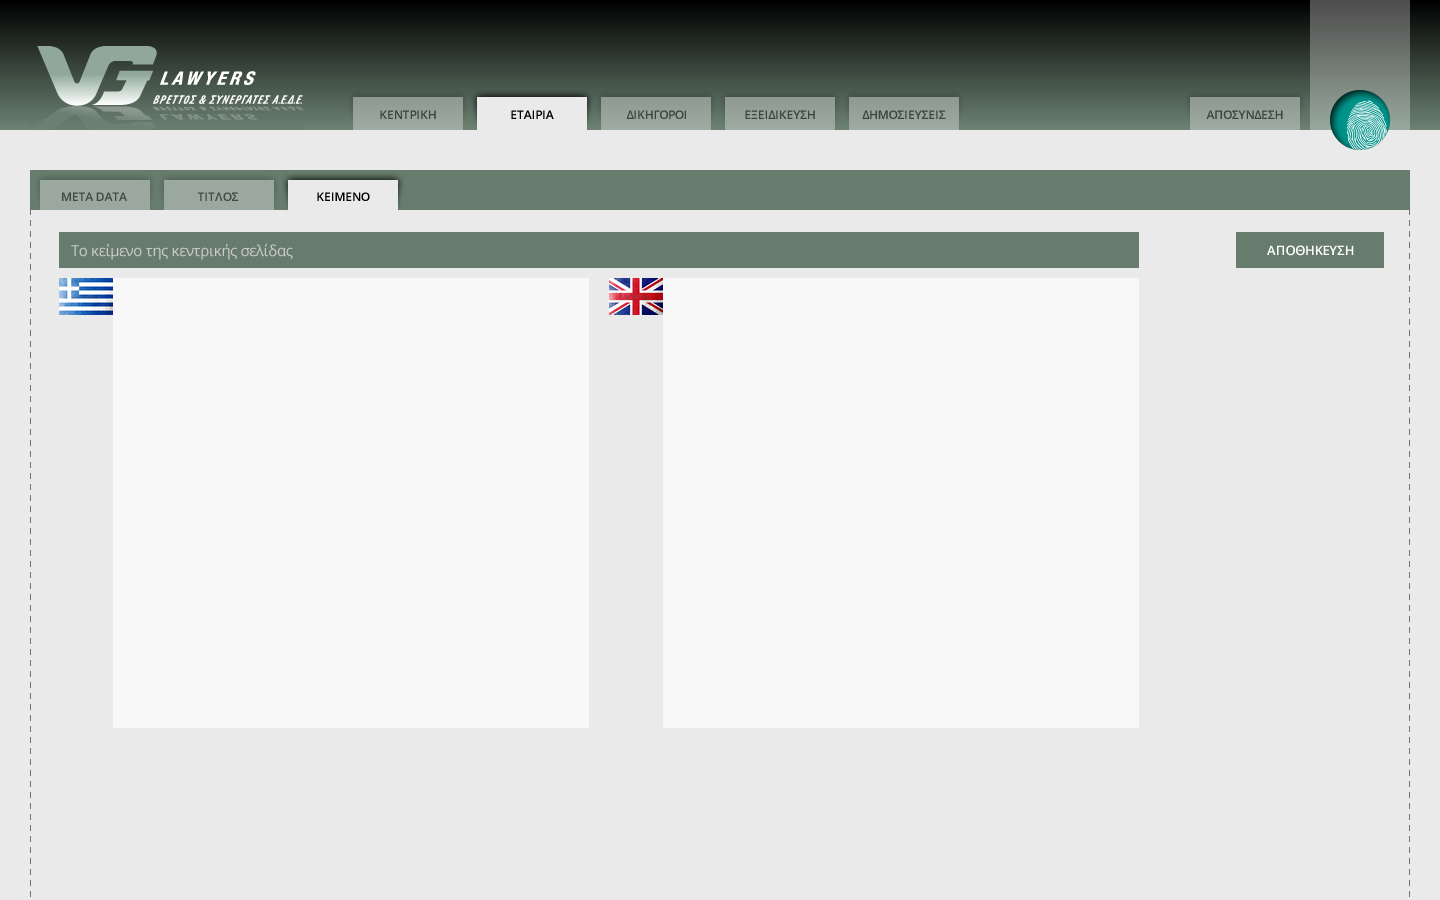 VG LAWYERS
ΒΡΕΤΤΟΣ & ΣΥΝΕΡΓΑΤΕΣ Α.Ε.Δ.Ε.
ΚΕΝΤΡΙΚΗ
ΕΤΑΙΡΙΑ
ΔΙΚΗΓΟΡΟΙ
ΕΞΕΙΔΙΚΕΥΣΗ
ΔΗΜΟΣΙΕΥΣΕΙΣ
ΑΠΟΣΥΝΔΕΣΗ
META DATA
ΤΙΤΛΟΣ
ΚΕΙΜΕΝΟ
Το κείμενο της κεντρικής σελίδας
ΑΠΟΘΗΚΕΥΣΗ